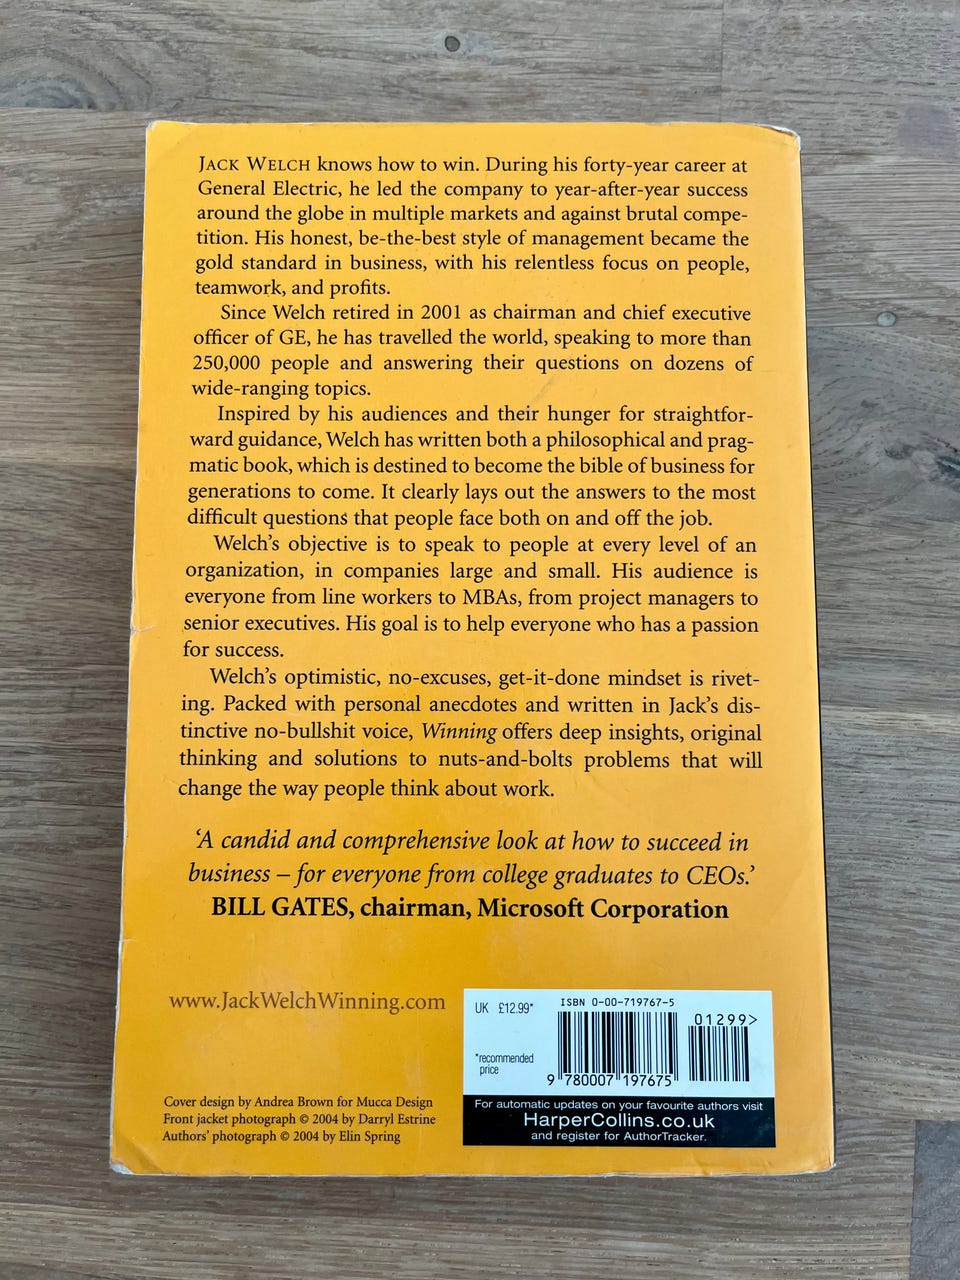 JACK WELCH knows how to win. During his forty-year career at
General Electric, he led the company to year-after-year success
around the globe in multiple markets and against brutal compe-
tition. His honest, be-the-best style of management became the
gold standard in business, with his relentless focus on people,
teamwork, and profits.
Since Welch retired in 2001 as chairman and chief executive
officer of GE, he has travelled the world, speaking to more than
250,000 people and answering their questions on dozens of
wide-ranging topics.
Inspired by his audiences and their hunger for straightfor-
ward guidance, Welch has written both a philosophical and prag-
matic book, which is destined to become the bible of business for
generations to come. It clearly lays out the answers to the most
difficult questions that people face both on and off the job.
Welch's objective is to speak to people at every level of an
organization, in companies large and small. His audience is
everyone from line workers to MBAs, from project managers to
senior executives. His goal is to help everyone who has a passion
for success.
Welch's optimistic, no-excuses, get-it-done mindset is rivet-
ing. Packed with personal anecdotes and written in Jack's dis-
tinctive no-bullshit voice, Winning offers deep insights, original
thinking and solutions to nuts-and-bolts problems that will
change the way people think about work.
‘A candid and comprehensive look at how to succeed in
business – for everyone from college graduates to CEOs.’
BILL GATES, chairman, Microsoft Corporation
www.JackWelchWinning.com
UK £12.99*
*recommended
price
ISBN 0-00-719767-5
01299>
9 780007 197675
For automatic updates on your favourite authors visit
HarperCollins.co.uk
and register for AuthorTracker.
Cover design by Andrea Brown for Mucca Design
Front jacket photograph © 2004 by Darryl Estrine
Authors' photograph © 2004 by Elin Spring